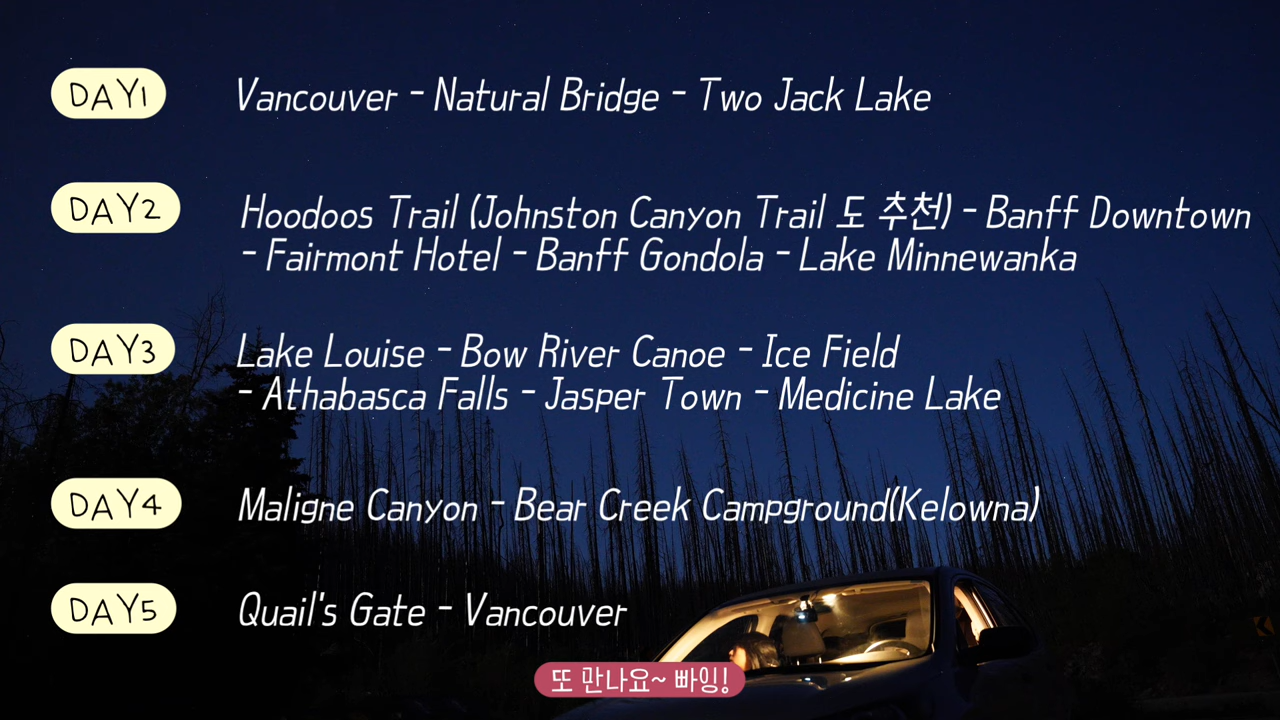 DAY1
Vancouver - Natural Bridge - Two Jack Lake
DAY2
Hoodoos Trail (Johnston Canyon Trail 도 추천) - Banff Downtown
- Fairmont Hotel - Banff Gondola - Lake Minnewanka
DAY3
Lake Louise - Bow River Canoe - Ice Field
- Athabasca Falls - Jasper Town - Medicine Lake
DAY4
Maligne Canyon - Bear Creek Campground(Kelowna)
DAY5
Quail's Gate - Vancouver
또 만나요~ 빠잉!